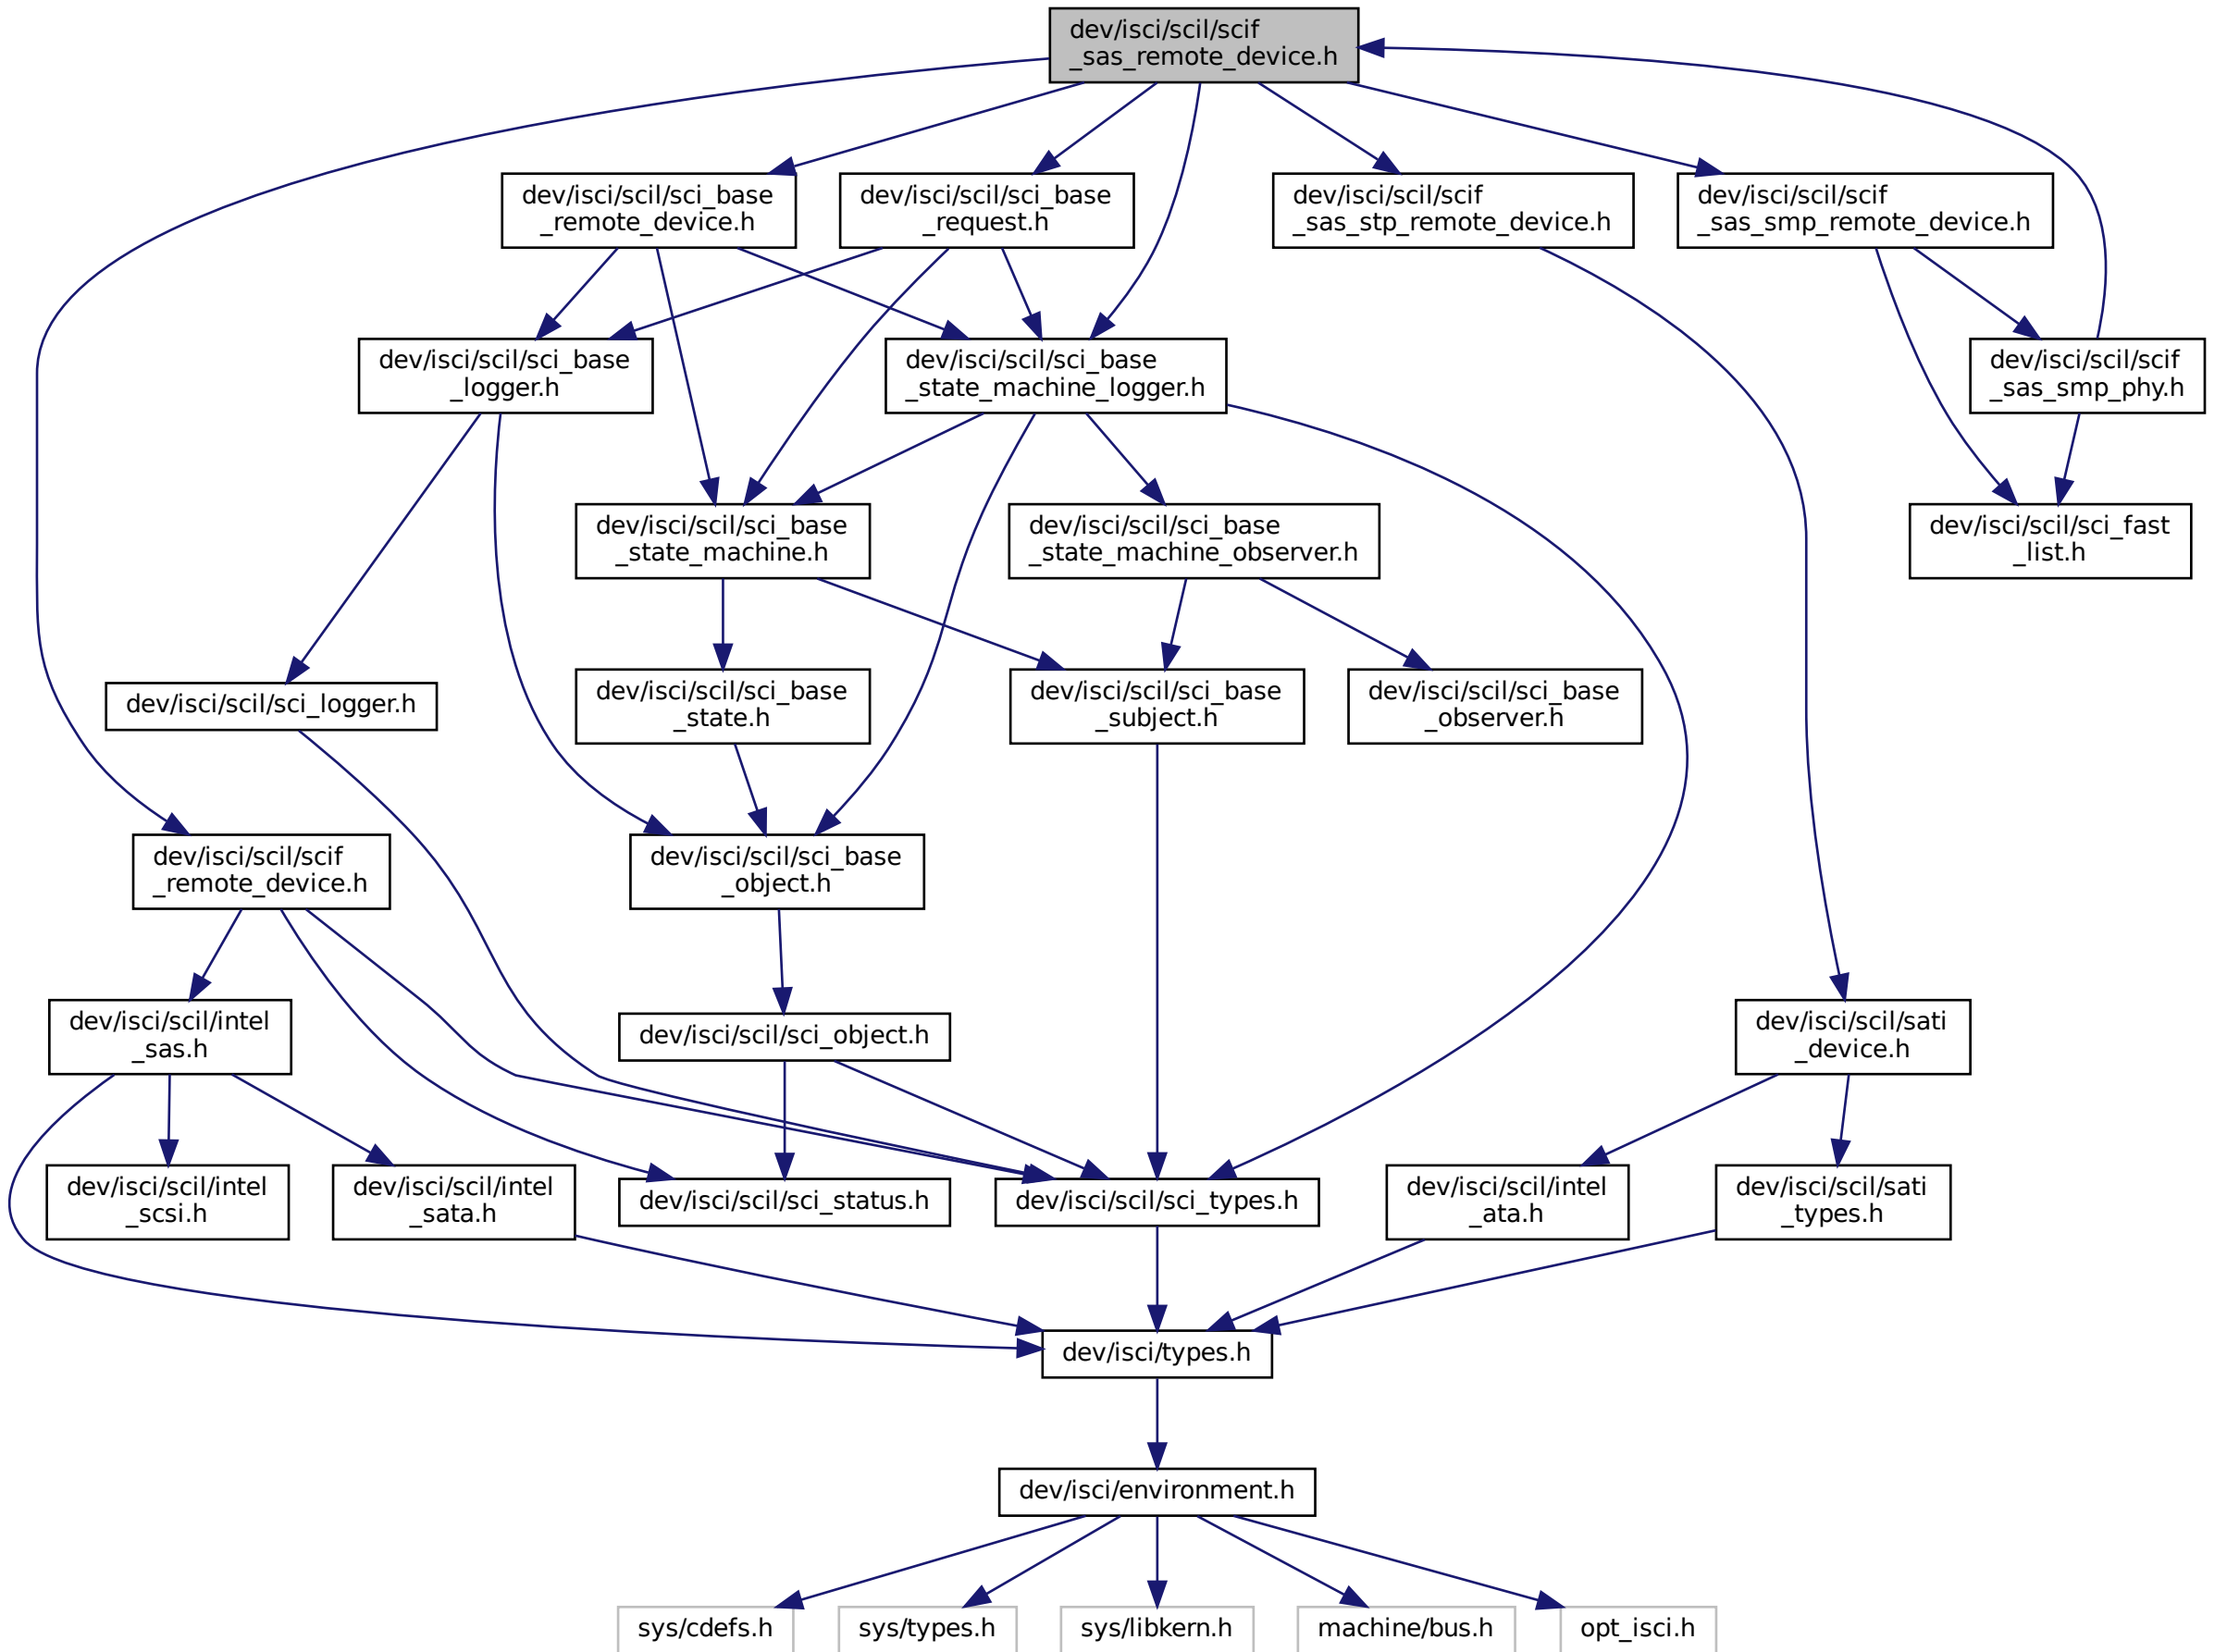 dev/isci/scil/scif
_sas_remote_device.h
dev/isci/scil/sci_base
_remote_device.h
dev/isci/scil/sci_base
_request.h
dev/isci/scil/scif
_sas_stp_remote_device.h
dev/isci/scil/scif
_sas_smp_remote_device.h
dev/isci/scil/sci_base
_logger.h
dev/isci/scil/sci_base
_state_machine_logger.h
dev/isci/scil/scif
_sas_smp_phy.h
dev/isci/scil/sci_base
_state_machine.h
dev/isci/scil/sci_base
_state_machine_observer.h
dev/isci/scil/sci_fast
_list.h
dev/isci/scil/sci_logger.h
dev/isci/scil/sci_base
_state.h
dev/isci/scil/sci_base
_subject.h
dev/isci/scil/sci_base
_observer.h
dev/isci/scil/scif
_remote_device.h
dev/isci/scil/sci_base
_object.h
dev/isci/scil/intel
_sas.h
dev/isci/scil/sci_object.h
dev/isci/scil/sati
_device.h
dev/isci/scil/intel
_scsi.h
dev/isci/scil/intel
_sata.h
dev/isci/scil/sci_status.h
dev/isci/scil/sci_types.h
dev/isci/scil/intel
_ata.h
dev/isci/scil/sati
_types.h
dev/isci/types.h
dev/isci/environment.h
sys/cdefs.h
sys/types.h
sys/libkern.h
machine/bus.h
opt_isci.h